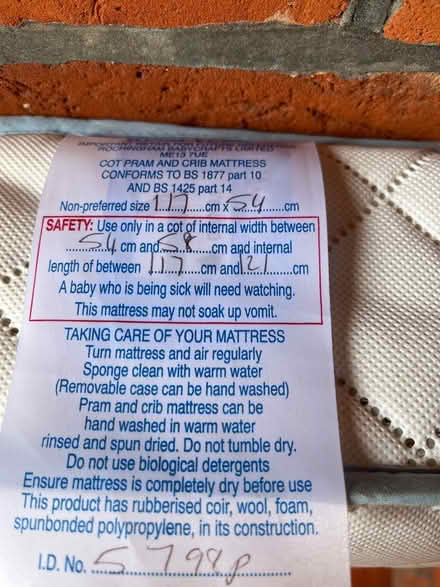 ROCHINGHAM BABYCRAFTS LIMITED
ME15 7UE
COT PRAM AND CRIB MATTRESS
CONFORMS TO BS 1877 part 10
AND BS 1425 part 14
Non-preferred size 117 cm x 54 cm
SAFETY: Use only in a cot of internal width between
54 cm and 58 cm and internal
length of between 117 cm and 121 cm
A baby who is being sick will need watching.
This mattress may not soak up vomit.
TAKING CARE OF YOUR MATTRESS
Turn mattress and air regularly
Sponge clean with warm water
(Removable case can be hand washed)
Pram and crib mattress can be
hand washed in warm water
rinsed and spun dried. Do not tumble dry.
Do not use biological detergents
Ensure mattress is completely dry before use
This product has rubberised coir, wool, foam,
spunbonded polypropylene, in its construction.
I.D. No. 5798